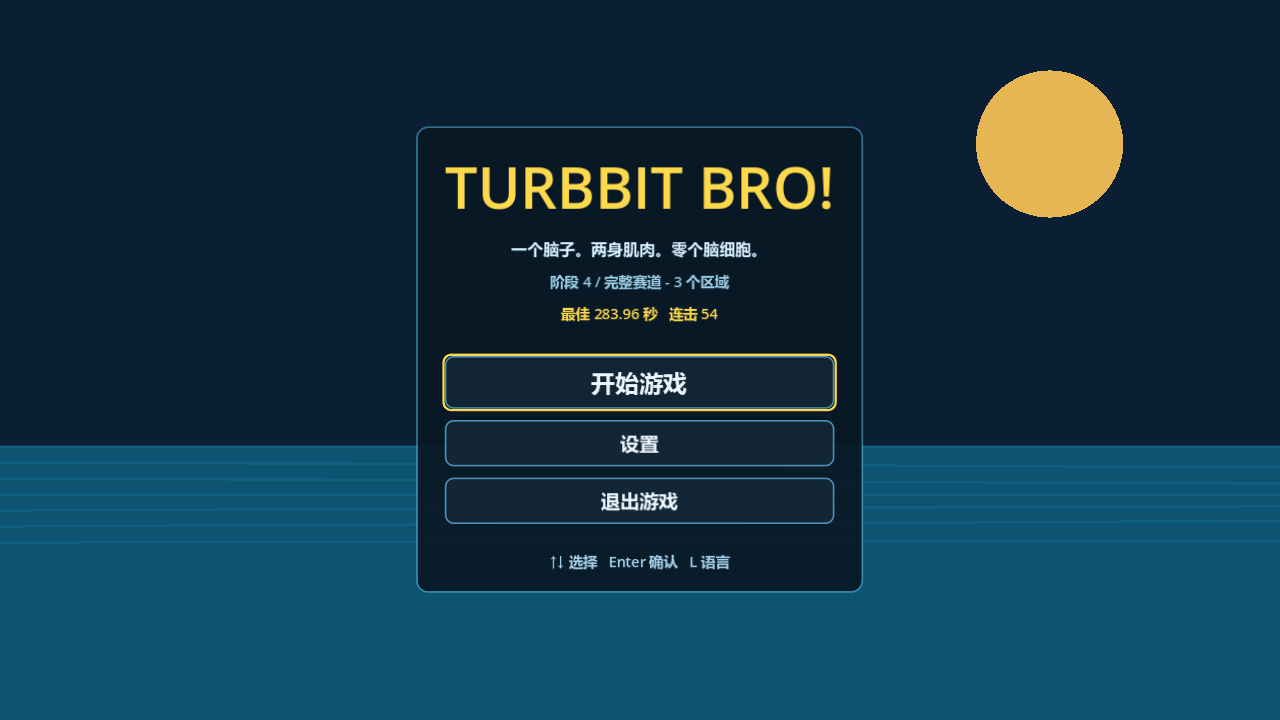 TURBBIT BRO!
一个脑子。两身肌肉。零个脑细胞。
阶段 4 / 完整赛道 - 3 个区域
最佳 283.96 秒 连击 54
开始游戏
设置
退出游戏
↑↓ 选择 Enter 确认 L 语言